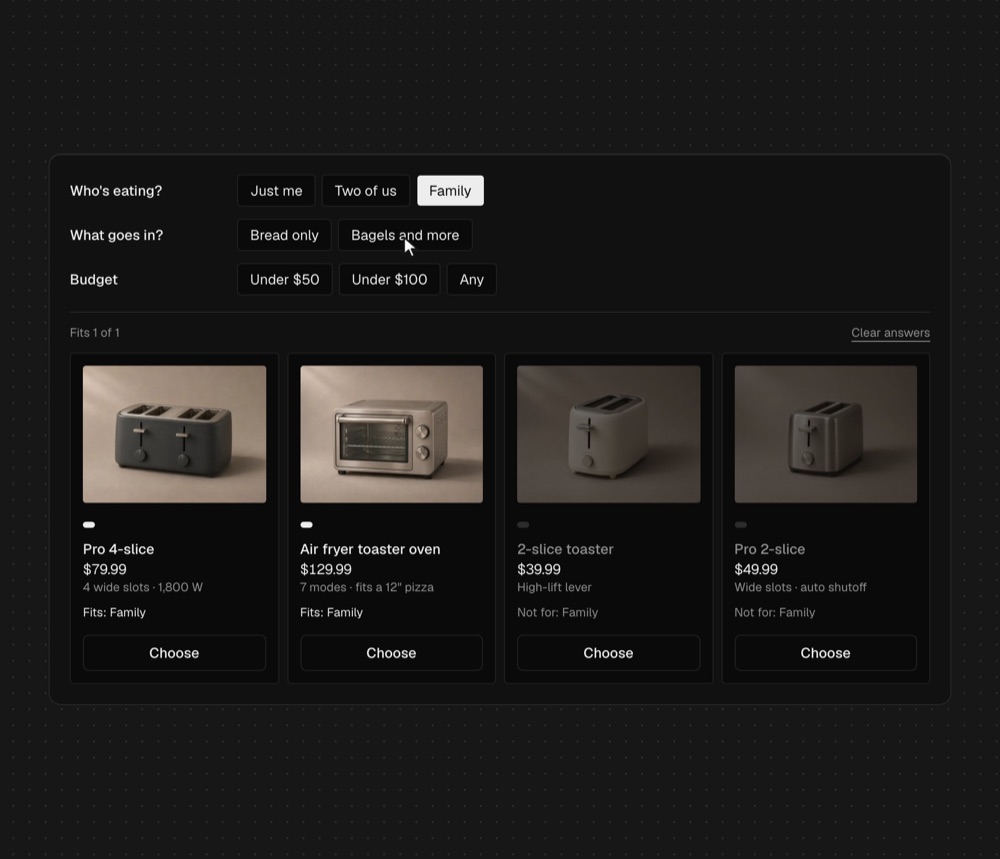 Who's eating?
Just me
Two of us
Family
What goes in?
Bread only
Bagels and more
Budget
Under $50
Under $100
Any
Fits 1 of 1
Clear answers
Pro 4-slice
$79.99
4 wide slots · 1,800 W
Fits: Family
Choose
Air fryer toaster oven
$129.99
7 modes · fits a 12" pizza
Fits: Family
Choose
2-slice toaster
$39.99
High-lift lever
Not for: Family
Choose
Pro 2-slice
$49.99
Wide slots · auto shutoff
Not for: Family
Choose